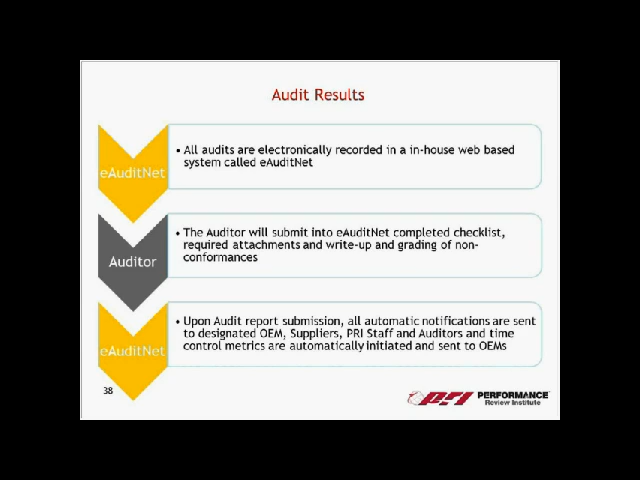 Audit Results
eAuditNet
• All audits are electronically recorded in a in-house web based
system called eAuditNet
Auditor
• The Auditor will submit into eAuditNet completed checklist,
required attachments and write-up and grading of non-
conformances
eAuditNet
• Upon Audit report submission, all automatic notifications are sent
to designated OEM, Suppliers, PRI Staff and Auditors and time
control metrics are automatically initiated and sent to OEMs
38
PRI PERFORMANCE
Review Institute